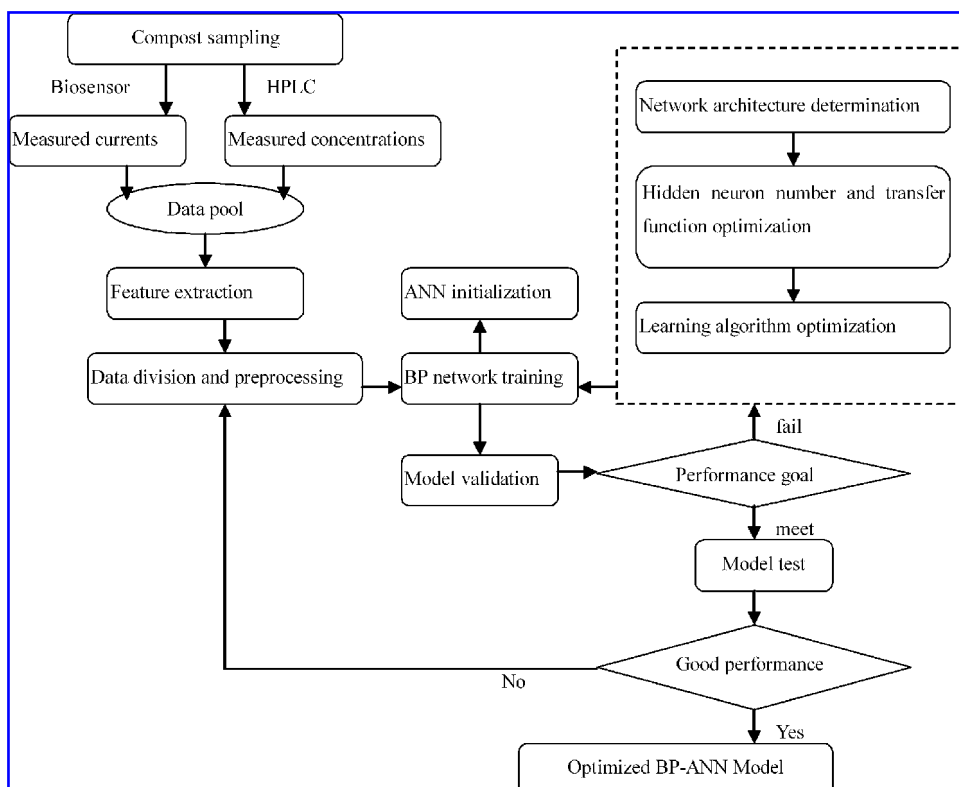 Compost sampling
Biosensor
HPLC
Measured currents
Measured concentrations
Data pool
Feature extraction
Data division and preprocessing
ANN initialization
BP network training
Model validation
Network architecture determination
Hidden neuron number and transfer
function optimization
Learning algorithm optimization
fail
Performance goal
meet
Model test
Good performance
No
Yes
Optimized BP-ANN Model